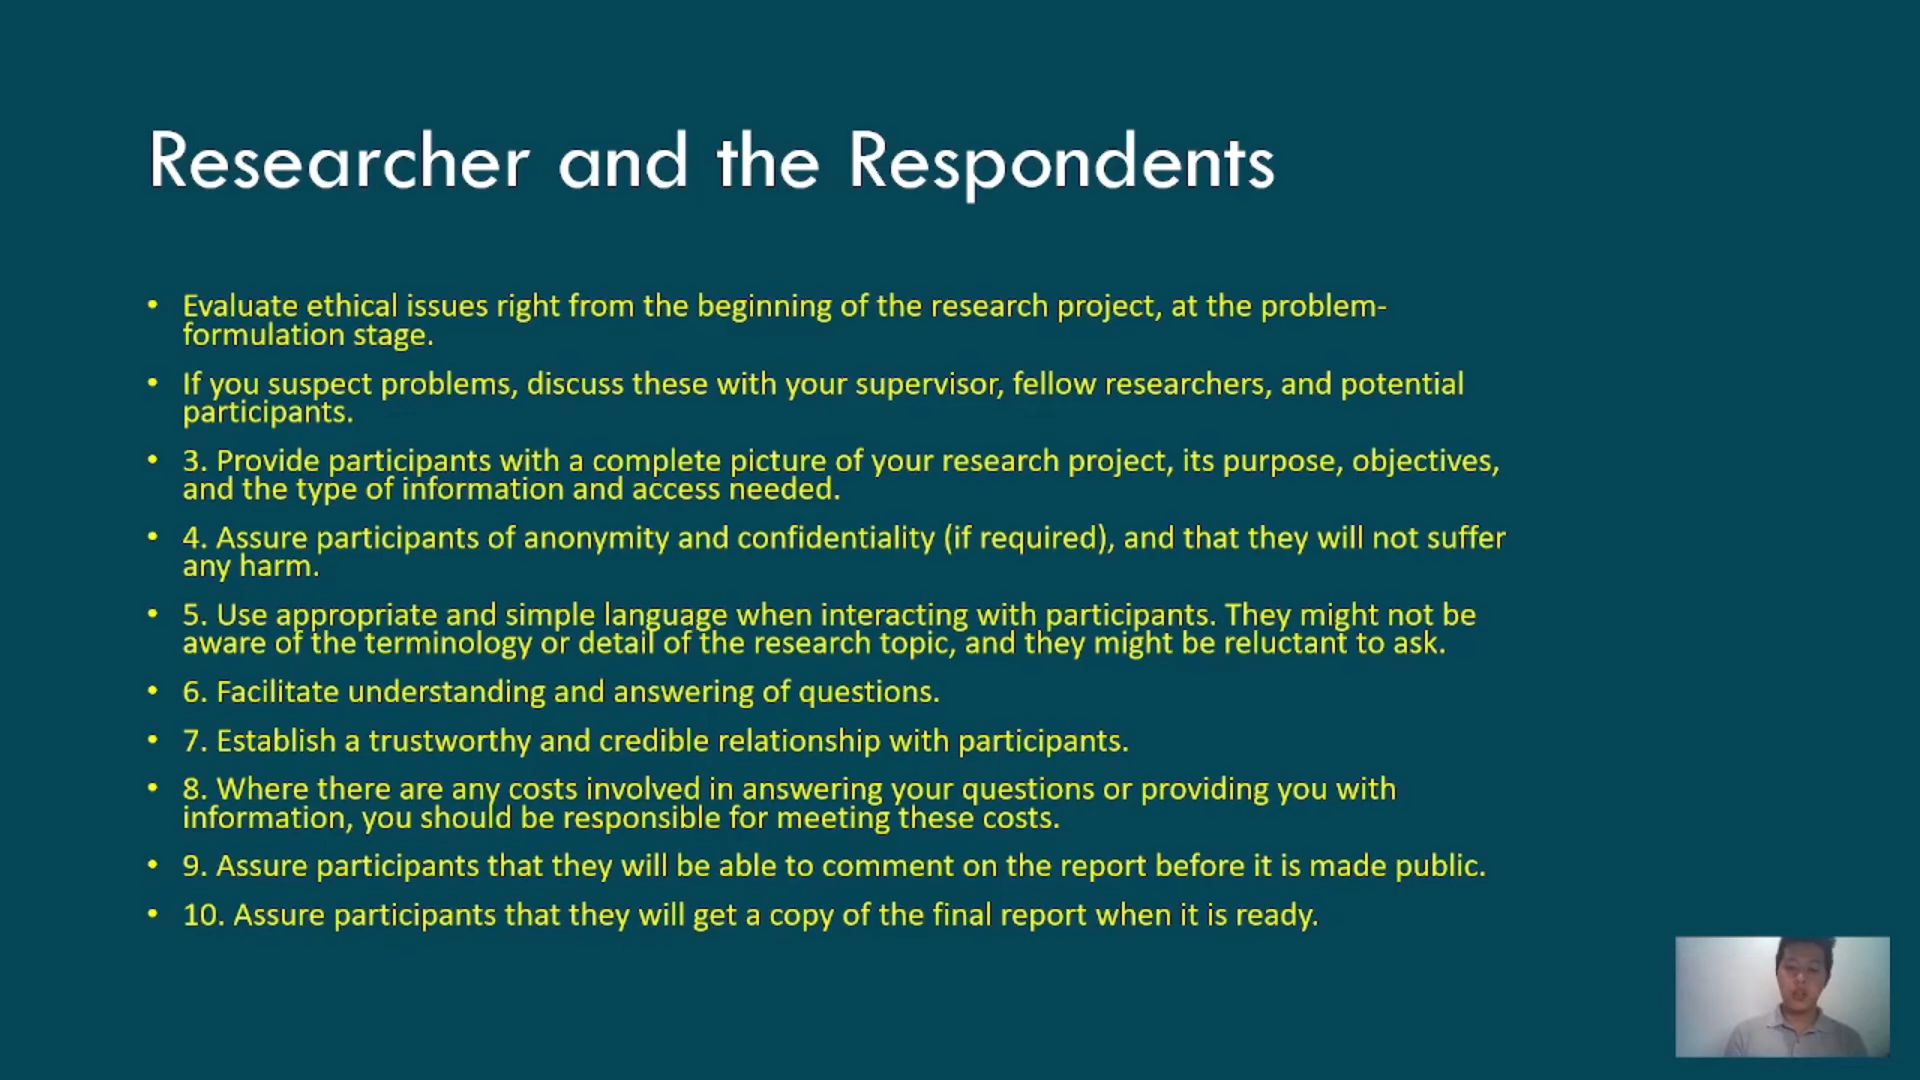 Researcher and the Respondents
• Evaluate ethical issues right from the beginning of the research project, at the problem-
formulation stage.
• If you suspect problems, discuss these with your supervisor, fellow researchers, and potential
participants.
• 3. Provide participants with a complete picture of your research project, its purpose, objectives,
and the type of information and access needed.
• 4. Assure participants of anonymity and confidentiality (if required), and that they will not suffer
any harm.
• 5. Use appropriate and simple language when interacting with participants. They might not be
aware of the terminology or detail of the research topic, and they might be reluctant to ask.
• 6. Facilitate understanding and answering of questions.
• 7. Establish a trustworthy and credible relationship with participants.
• 8. Where there are any costs involved in answering your questions or providing you with
information, you should be responsible for meeting these costs.
• 9. Assure participants that they will be able to comment on the report before it is made public.
• 10. Assure participants that they will get a copy of the final report when it is ready.